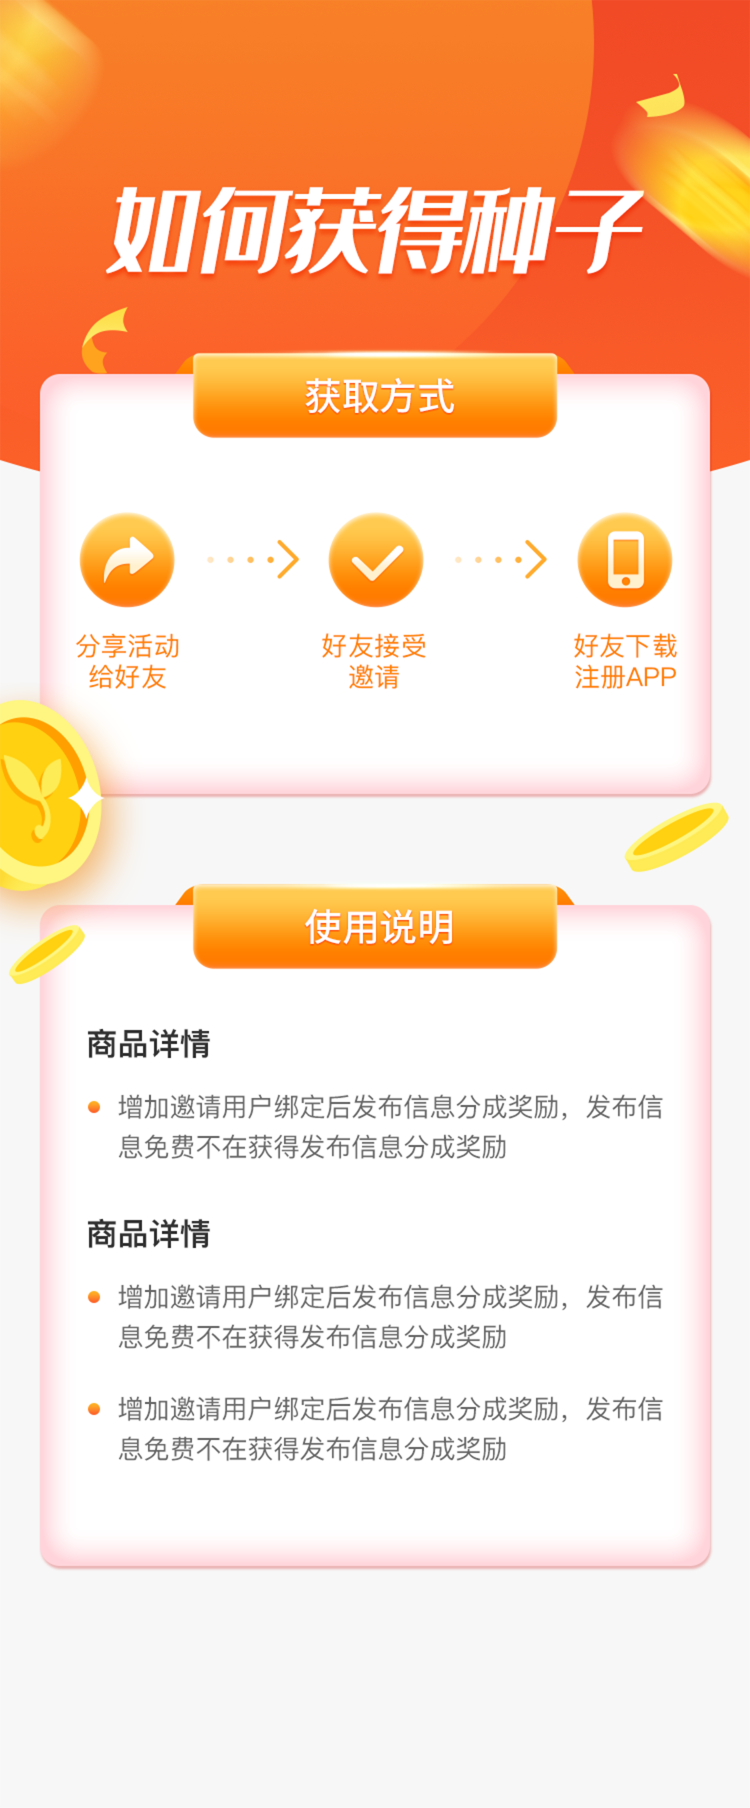 如何获得种子
获取方式
分享活动
给好友
好友接受
邀请
好友下载
注册APP
使用说明
商品详情
增加邀请用户绑定后发布信息分成奖励，发布信
息免费不在获得发布信息分成奖励
商品详情
增加邀请用户绑定后发布信息分成奖励，发布信
息免费不在获得发布信息分成奖励
增加邀请用户绑定后发布信息分成奖励，发布信
息免费不在获得发布信息分成奖励